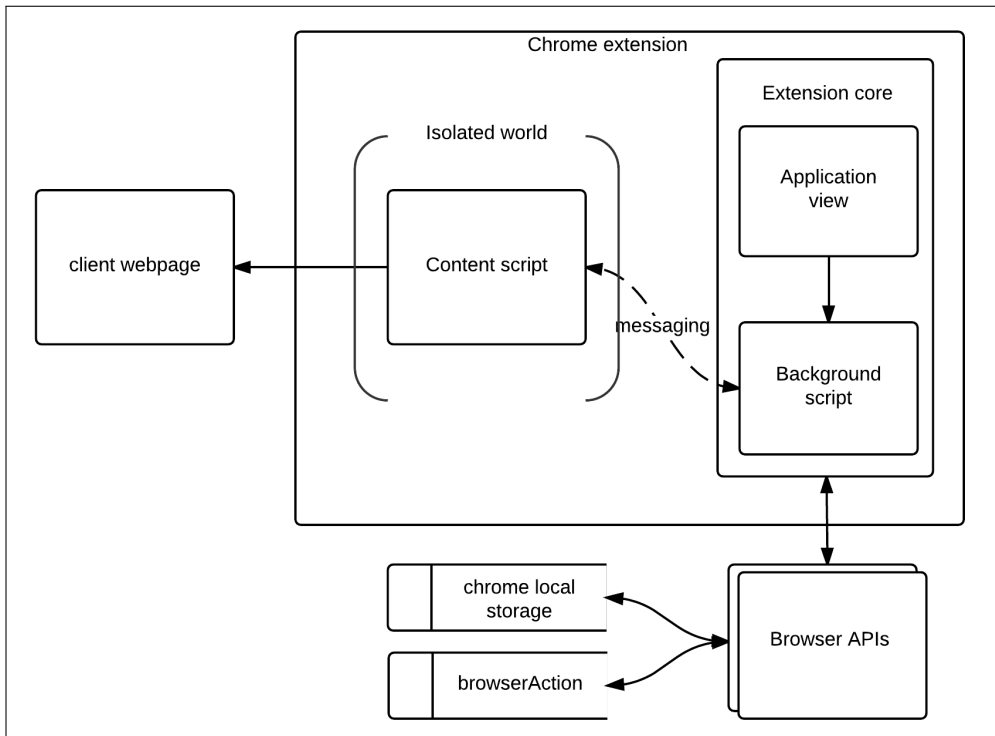 Chrome extension
Extension core
Isolated world
Application
view
client webpage
Content script
messaging
Background
script
chrome local
storage
Browser APIs
browserAction